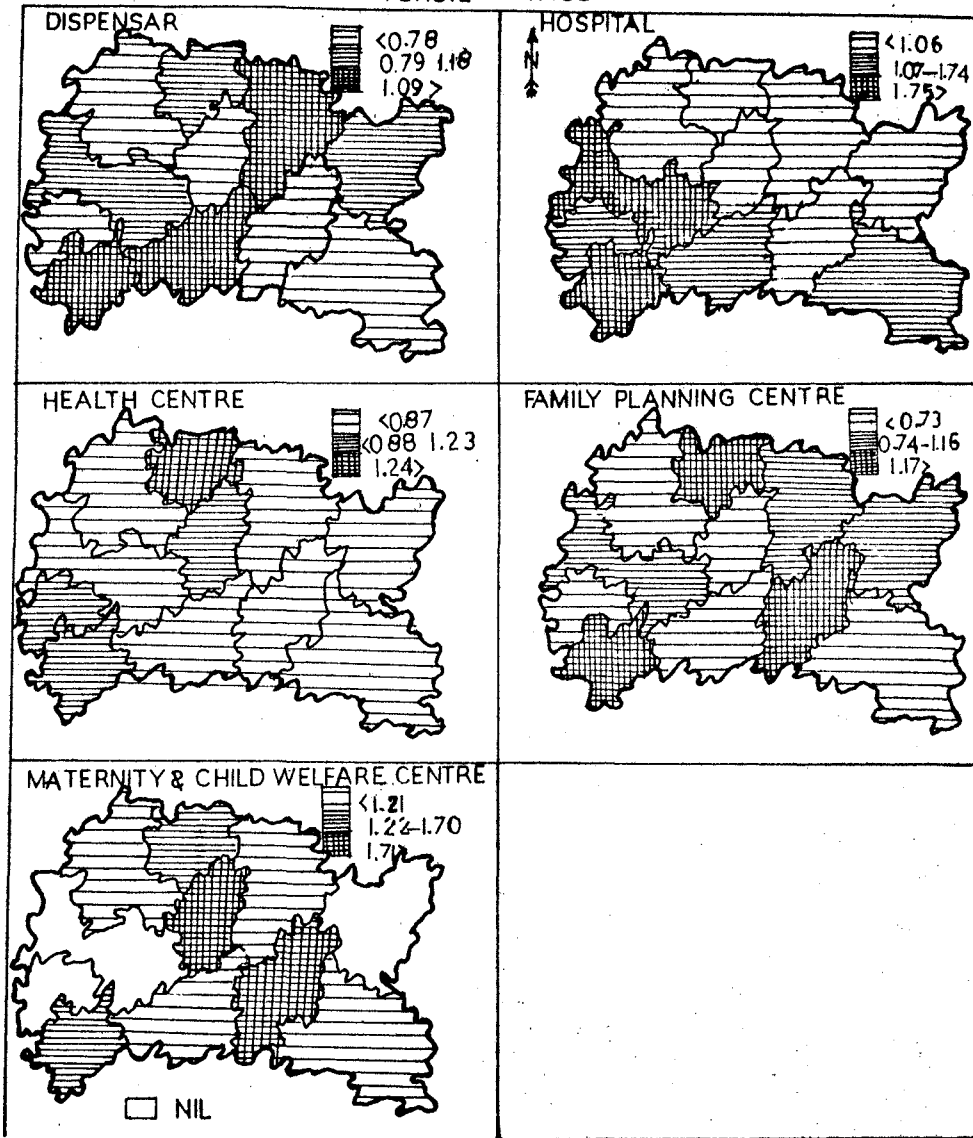 DISPENSAR
<0.78
0.79 1.18
1.09 >
HOSPITAL
N
<1.06
1.07–1.74
1.75>
HEALTH CENTRE
<0.87
<0.88 1.23
1.24>
FAMILY PLANNING CENTRE
<0.73
0.74–1.16
1.17>
MATERNITY & CHILD WELFARE CENTRE
<1.21
1.22–1.70
1.71>
NIL